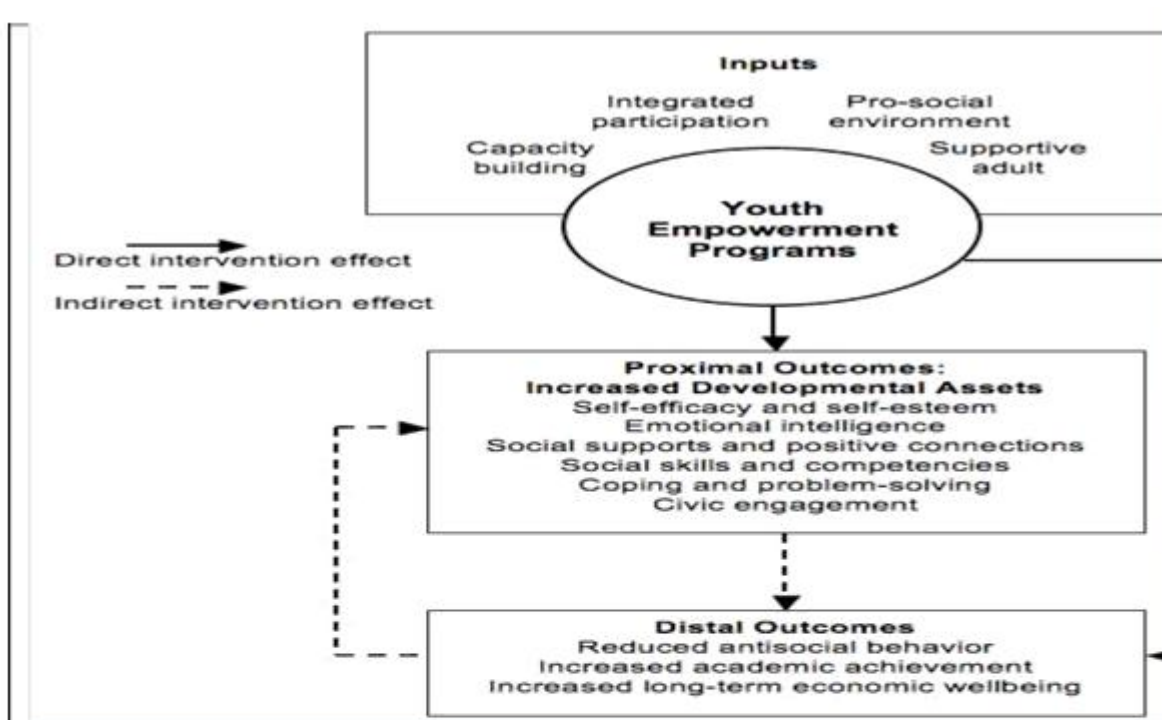 Inputs
Integrated
participation
Pro-social
environment
Capacity
building
Supportive
adult
Youth
Empowerment
Programs
Direct intervention effect
Indirect intervention effect
Proximal Outcomes:
Increased Developmental Assets
Self-efficacy and self-esteem
Emotional intelligence
Social supports and positive connections
Social skills and competencies
Coping and problem-solving
Civic engagement
Distal Outcomes
Reduced antisocial behavior
Increased academic achievement
Increased long-term economic wellbeing